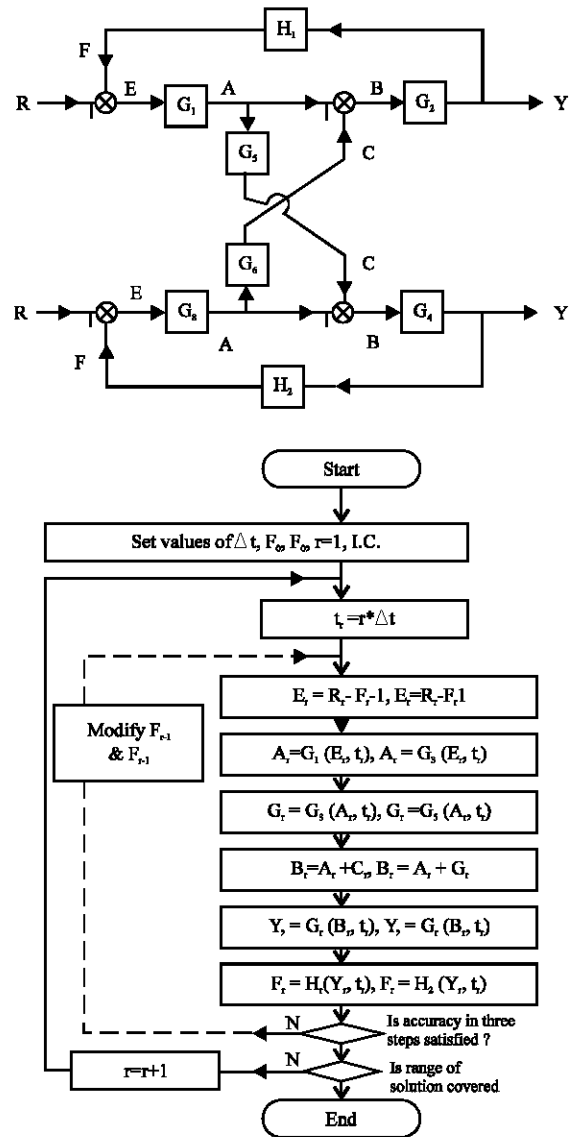 H₁
F
R E G₁ A B G₂ Y
G₅ C
G₆ C
R E G₈ A B G₄ Y
F
H₂
Start
Set values of △t, F₀, F₀, r=1, I.C.
tᵣ =r*△t
Eᵣ = Rᵣ- Fᵣ-1, Eᵣ=Rᵣ-Fᵣ1
Modify Fᵣ₋₁
& Fᵣ₋₁
Aᵣ=G₁ (Eᵣ, tᵣ), Aᵣ = G₃ (Eᵣ, tᵣ)
Gᵣ = G₅ (Aᵣ, tᵣ), Gᵣ =G₅ (Aᵣ, tᵣ)
Bᵣ=Aᵣ +Cᵣ, Bᵣ = Aᵣ + Gᵣ
Yᵣ = Gᵣ (Bᵣ, tᵣ), Yᵣ = Gᵣ (Bᵣ, tᵣ)
Fᵣ = Hᵣ(Yᵣ, tᵣ), Fᵣ = H₂ (Yᵣ, tᵣ)
N
Is accuracy in three
steps satisfied ?
r=r+1
N
Is range of
solution covered
End